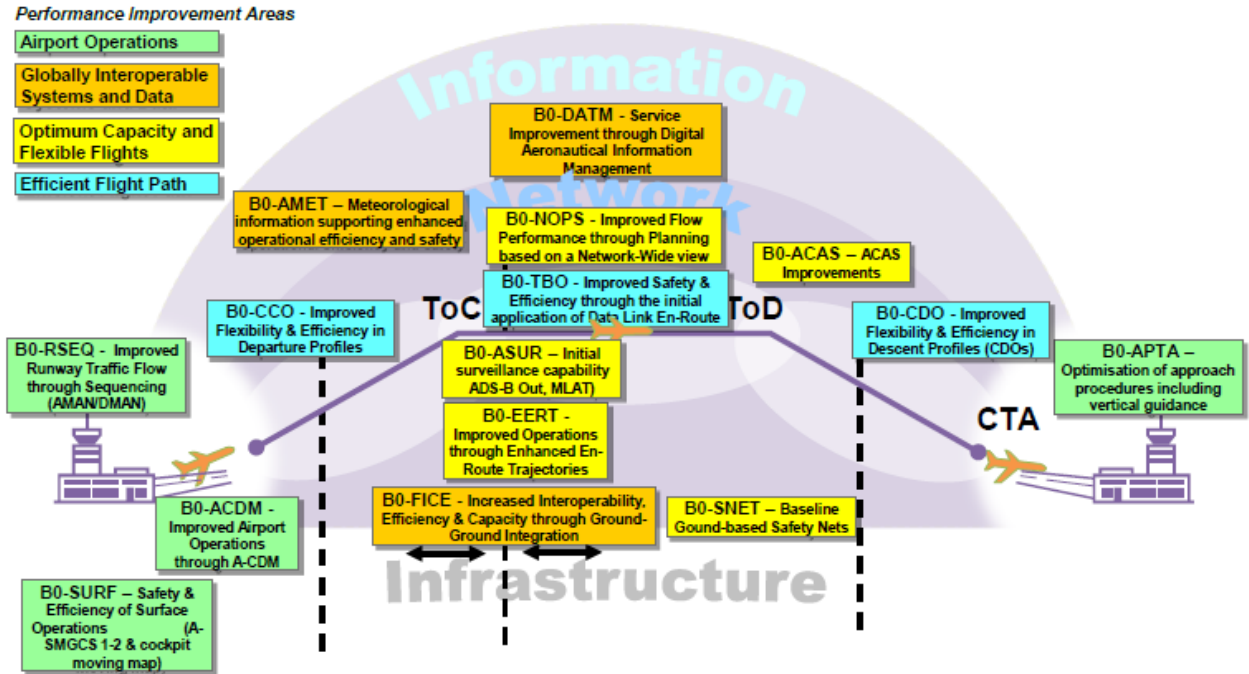 Performance Improvement Areas
Airport Operations
Globally Interoperable
Systems and Data
Optimum Capacity and
Flexible Flights
Efficient Flight Path
Information
B0-DATM - Service
Improvement through Digital
Aeronautical Information
Management
Network
B0-AMET – Meteorological
information supporting enhanced
operational efficiency and safety
B0-NOPS - Improved Flow
Performance through Planning
based on a Network-Wide view
B0-ACAS – ACAS
Improvements
B0-TBO - Improved Safety &
Efficiency through the initial
application of Data Link En-Route
ToC
ToD
B0-CCO - Improved
Flexibility & Efficiency in
Departure Profiles
B0-CDO - Improved
Flexibility & Efficiency in
Descent Profiles (CDOs)
B0-RSEQ - Improved
Runway Traffic Flow
through Sequencing
(AMAN/DMAN)
B0-ASUR - Initial
surveillance capability
ADS-B Out, MLAT)
B0-APTA –
Optimisation of approach
procedures including
vertical guidance
B0-EERT -
Improved Operations
through Enhanced En-
Route Trajectories
CTA
B0-FICE - Increased Interoperability,
Efficiency & Capacity through Ground-
Ground Integration
B0-SNET – Baseline
Gound-based Safety Nets
B0-ACDM -
Improved Airport
Operations
through A-CDM
Infrastructure
B0-SURF – Safety &
Efficiency of Surface
Operations (A-
SMGCS 1-2 & cockpit
moving map)